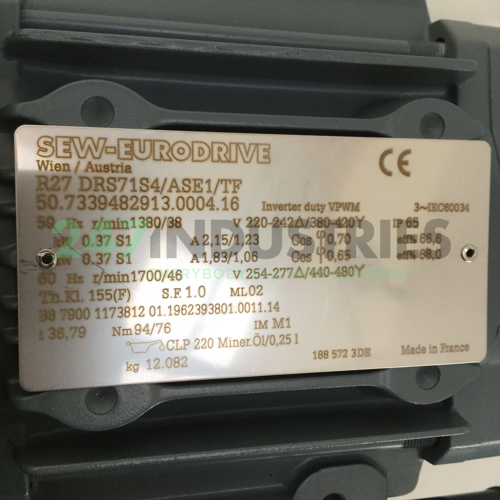 SEW-EURODRIVE
Wien / Austria
CE
R27 DRS71S4/ASE1/TF
50.7339482913.0004.16 Inverter duty VPWM 3~IEC60034
50 Hz r/min 1380/38 V 220-242Δ/380-420Y IP 65
kW 0.37 S1 A 2,15/1,23 Cos φ 0,70 eff% 66,6
kW 0.37 S1 A 1,83/1,06 Cos φ 0,65 eff% 68,0
60 Hz r/min 1700/46 V 254-277Δ/440-480Y
Th.Kl. 155(F) S.F. 1.0 ML02
B8 7900 1173812 01.1962393801.0011.14
i 36,79 Nm 94/76 IM M1
CLP 220 Miner.Öl/0,25 l
kg 12.082 188 572 3DE Made in France